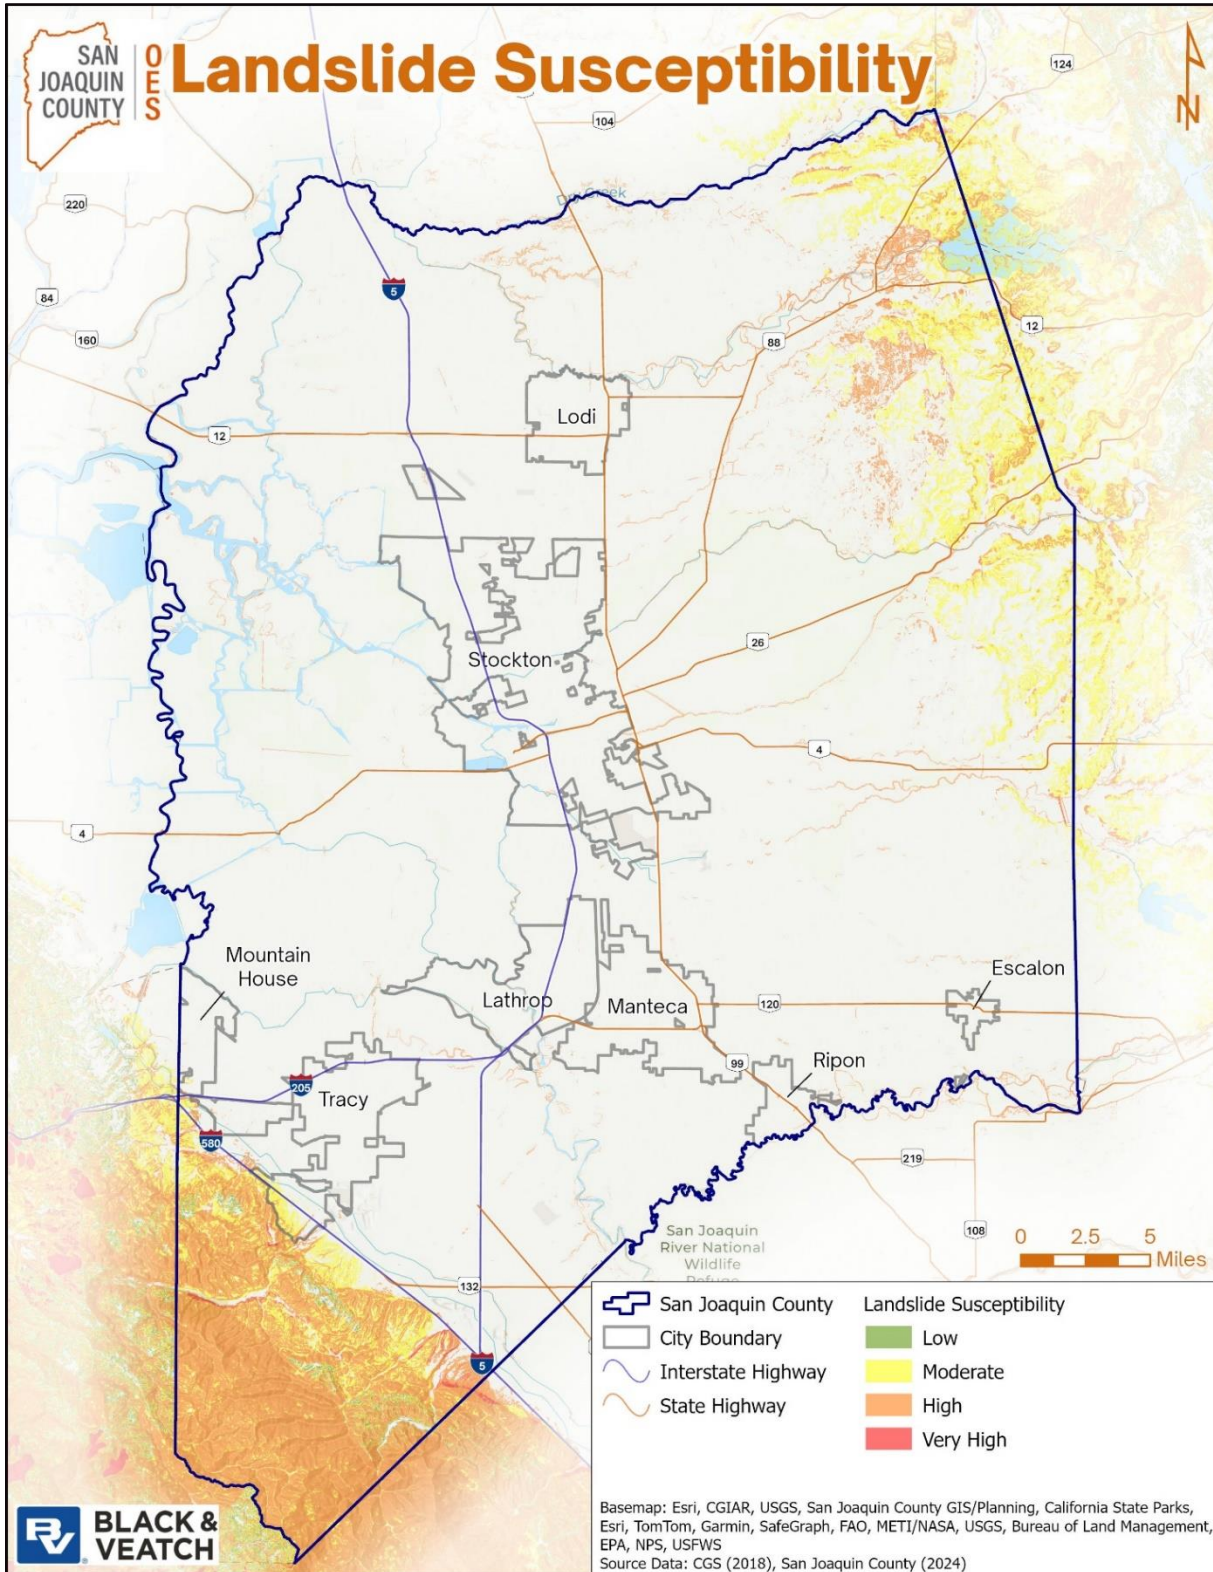 SAN
JOAQUIN
COUNTY
OES
Landslide Susceptibility
N
124
104
Dry Creek
220
5
84
160
12
88
Lodi
12
Stockton
26
4
4
Mountain
House
Escalon
Lathrop
Manteca
120
99
Ripon
205
Tracy
580
219
San Joaquin
River National
Wildlife
Refuge
108
0 2.5 5
Miles
132
5
San Joaquin County
City Boundary
Interstate Highway
State Highway
Landslide Susceptibility
Low
Moderate
High
Very High
BV
BLACK &
VEATCH
Basemap: Esri, CGIAR, USGS, San Joaquin County GIS/Planning, California State Parks,
Esri, TomTom, Garmin, SafeGraph, FAO, METI/NASA, USGS, Bureau of Land Management,
EPA, NPS, USFWS
Source Data: CGS (2018), San Joaquin County (2024)